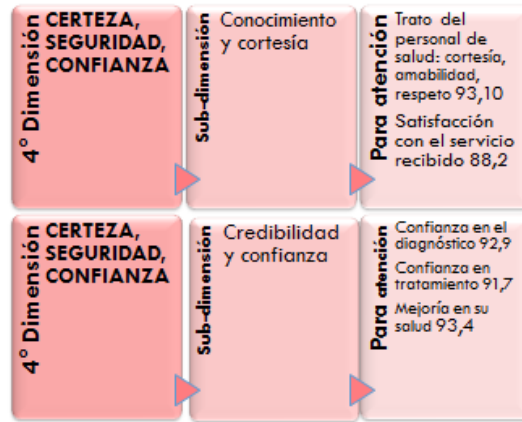 4° Dimensión
CERTEZA,
SEGURIDAD,
CONFIANZA
Sub-dimensión
Conocimiento
y cortesía
Para atención
Trato del
personal de
salud: cortesía,
amabilidad,
respeto 93,10
Satisfacción
con el servicio
recibido 88,2
4° Dimensión
CERTEZA,
SEGURIDAD,
CONFIANZA
Sub-dimensión
Credibilidad
y confianza
Para atención
Confianza en el
diagnóstico 92,9
Confianza en
tratamiento 91,7
Mejoría en su
salud 93,4